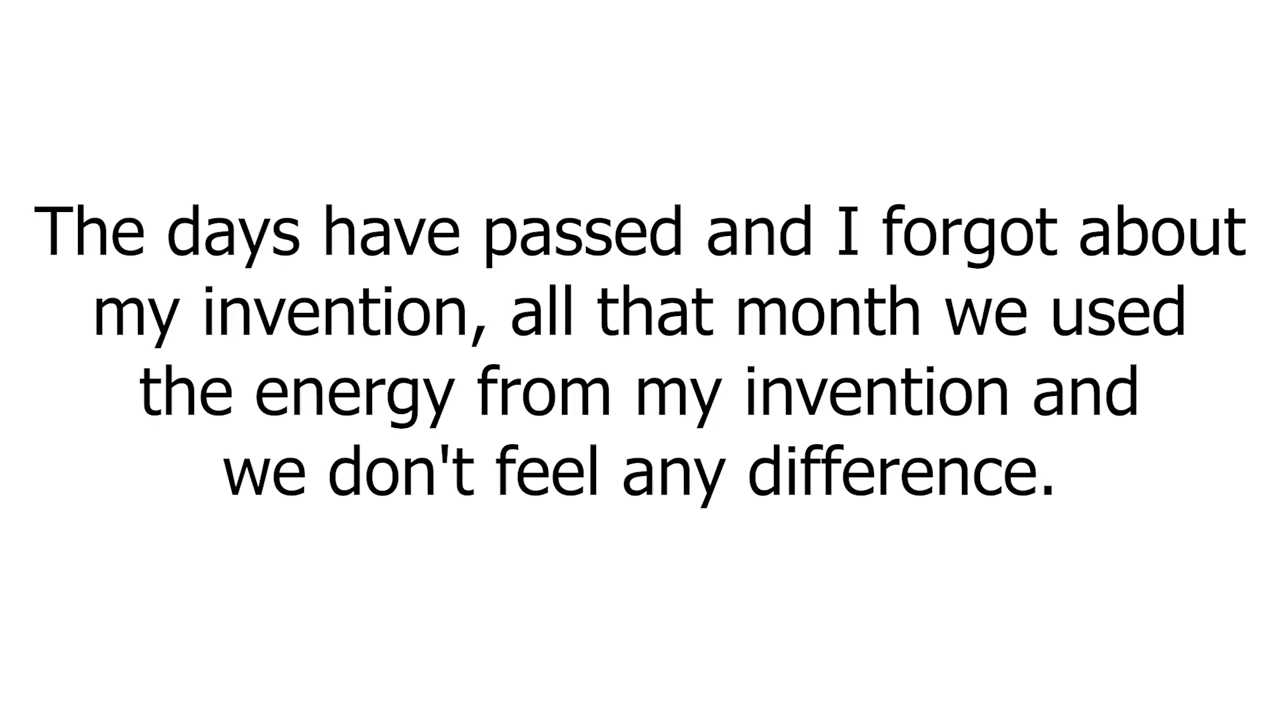 The days have passed and I forgot about
my invention, all that month we used
the energy from my invention and
we don't feel any difference.